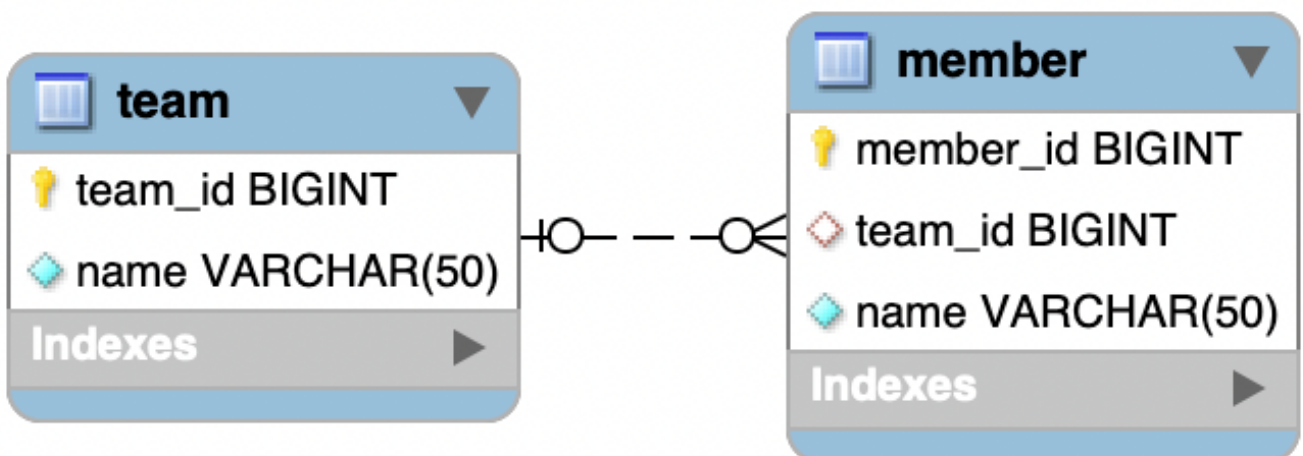 team
team_id BIGINT
name VARCHAR(50)
Indexes
member
member_id BIGINT
team_id BIGINT
name VARCHAR(50)
Indexes